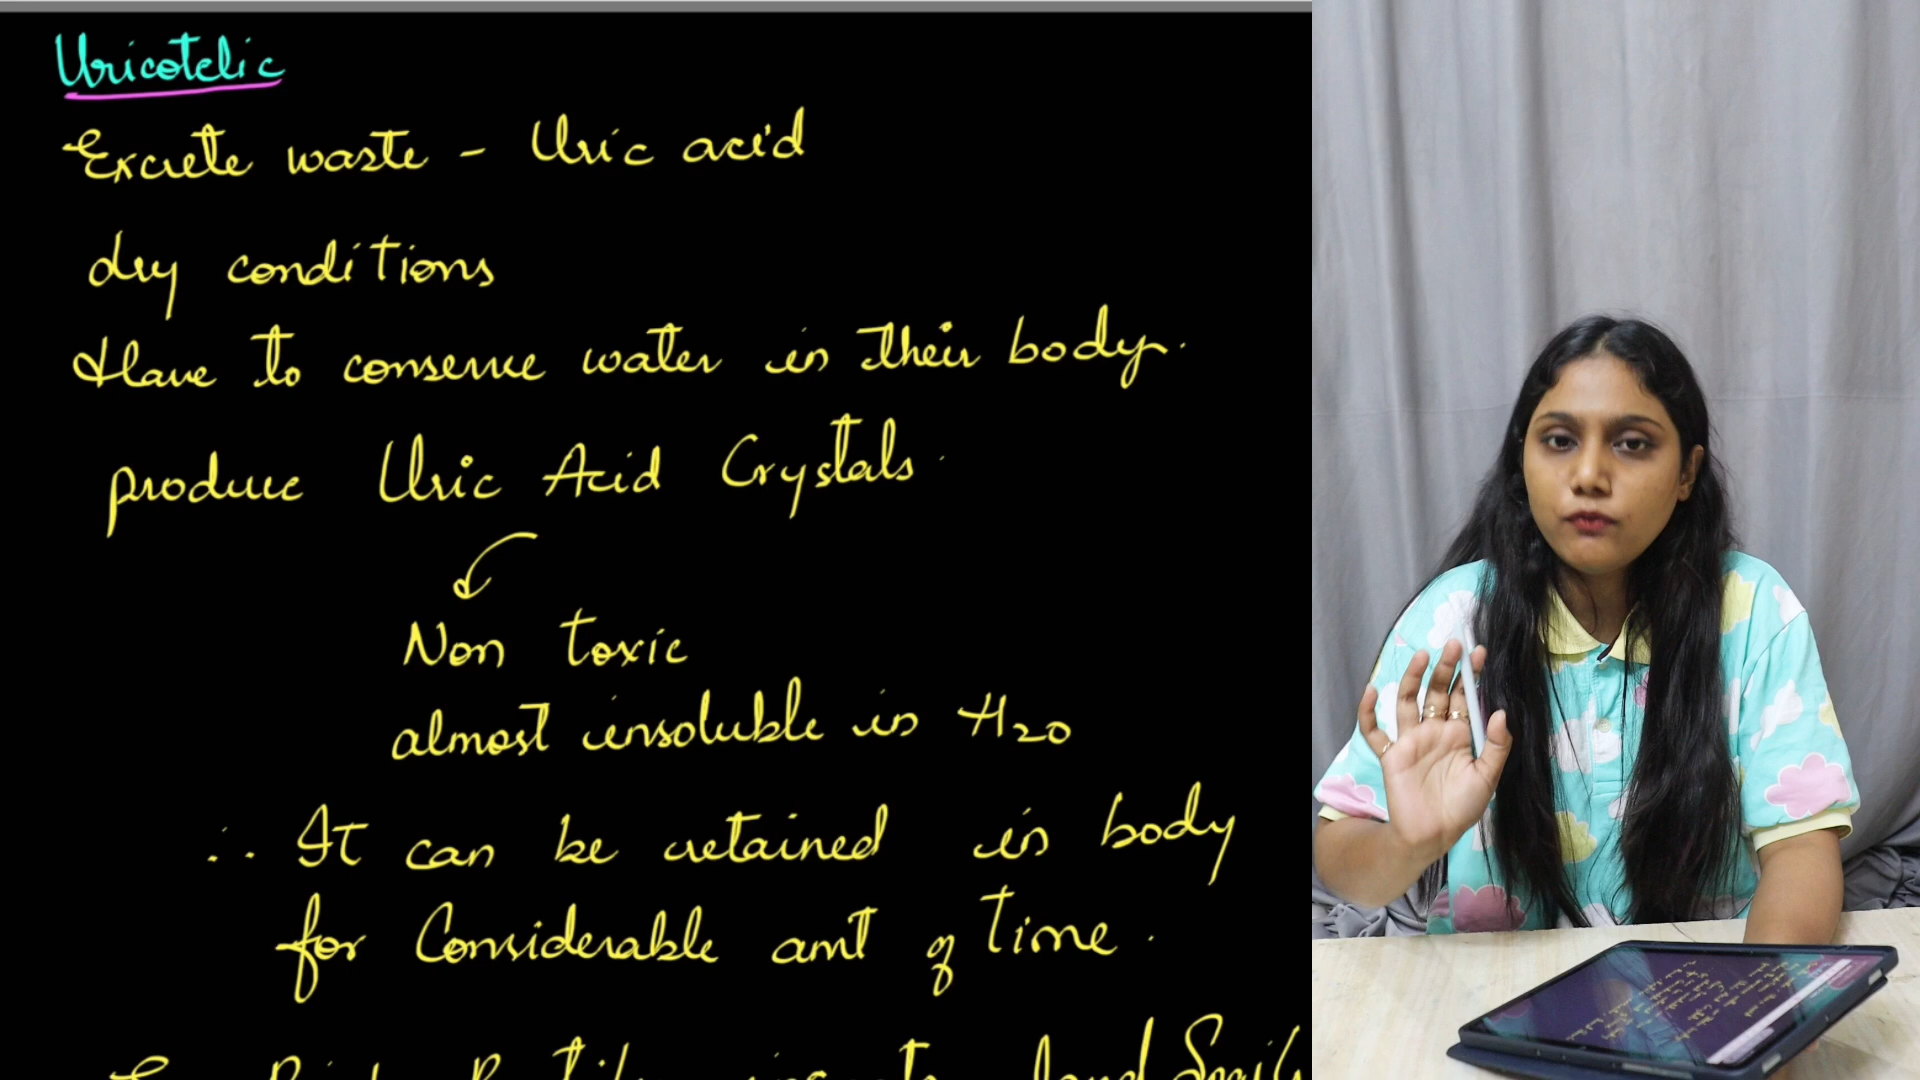 Uricotelic
Excrete waste - Uric acid
dry conditions
Have to conserve water in their body.
produce Uric Acid Crystals.
Non toxic
almost insoluble in H2O
∴ It can be retained in body
for Considerable amt of Time.